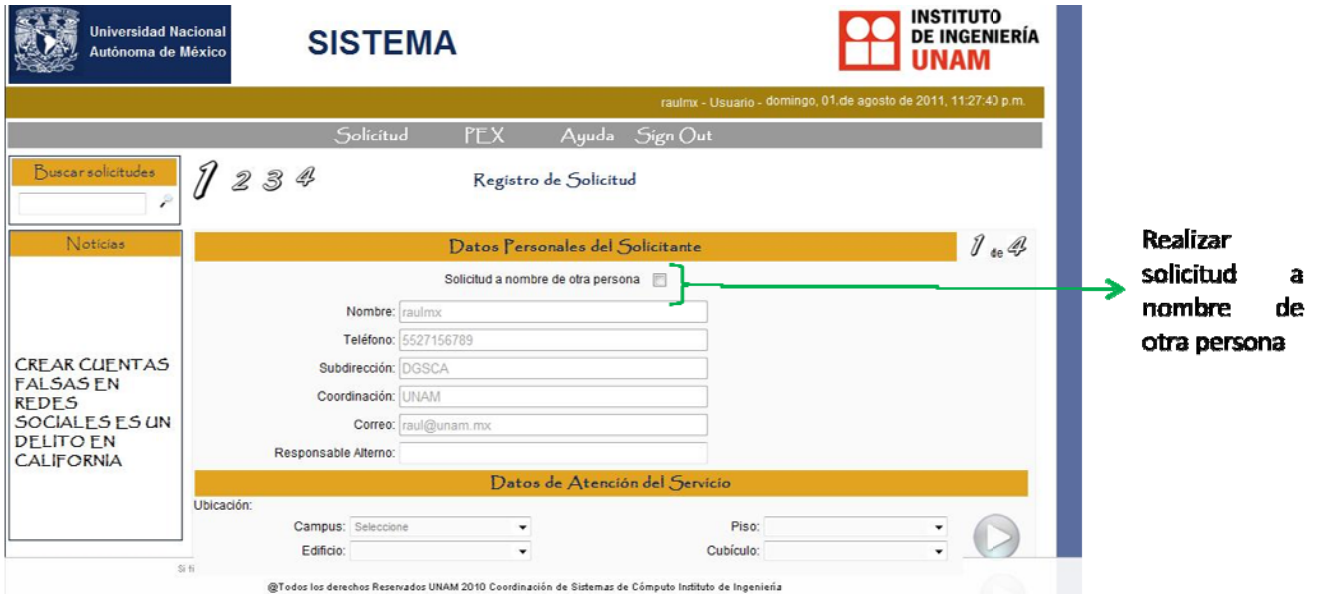 Universidad Nacional
Autónoma de México
SISTEMA
INSTITUTO
DE INGENIERÍA
UNAM
raulmx - Usuario - domingo, 01.de agosto de 2011, 11:27:40 p.m.
Solicitud PEX Ayuda Sign Out
Buscar solicitudes
1 2 3 4
Registro de Solicitud
Noticias
CREAR CUENTAS
FALSAS EN
REDES
SOCIALES ES UN
DELITO EN
CALIFORNIA
Datos Personales del Solicitante
1 de 4
Solicitud a nombre de otra persona
Nombre: raulmx
Teléfono: 5527156789
Subdirección: DGSCA
Coordinación: UNAM
Correo: raul@unam.mx
Responsable Alterno:
Datos de Atención del Servicio
Ubicación:
Campus: Seleccione Piso:
Edificio: Cubículo:
Si
@Todos los derechos Reservados UNAM 2010 Coordinación de Sistemas de Cómputo Instituto de Ingeniería
Realizar
solicitud a
nombre de
otra persona